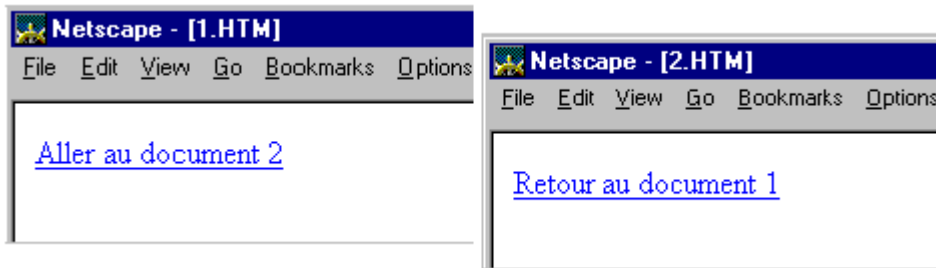 Netscape - [1.HTM]
File Edit View Go Bookmarks Options
Aller au document 2
Netscape - [2.HTM]
File Edit View Go Bookmarks Options
Retour au document 1